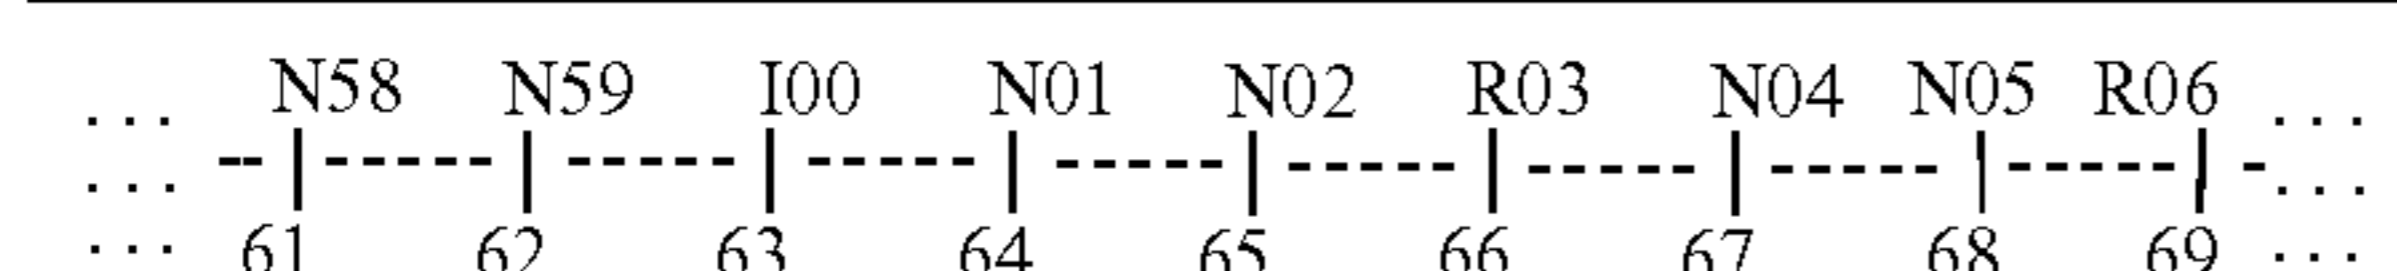 ... N58 N59 I00 N01 N02 R03 N04 N05 R06 ...
... -- | ----- | ----- | ----- | ----- | ----- | ----- | ----- | ----- | - ...
... 61 62 63 64 65 66 67 68 69 ...